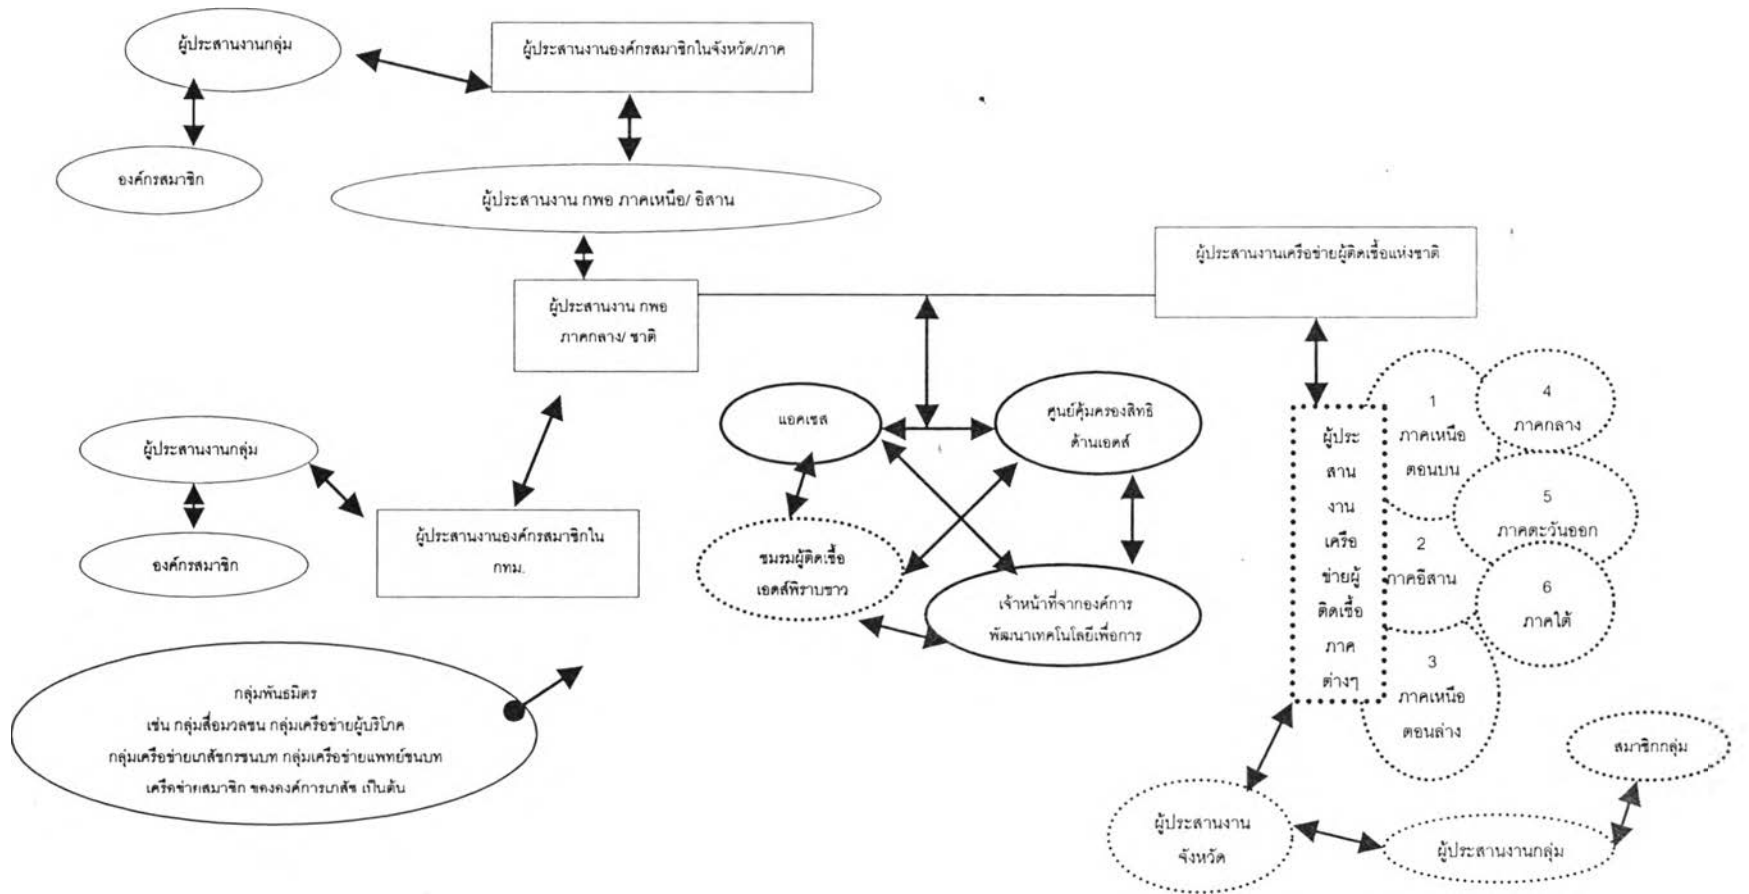 ผู้ประสานงานกลุ่ม
ผู้ประสานงานองค์กรสมาชิกในจังหวัด/ภาค
องค์กรสมาชิก
ผู้ประสานงาน กพอ ภาคเหนือ/ อิสาน
ผู้ประสานงานเครือข่ายผู้ติดเชื้อแห่งชาติ
ผู้ประสานงาน กพอ
ภาคกลาง/ ชาติ
แอคเซส
ศูนย์คุ้มครองสิทธิ
ด้านเอดส์
ผู้ประสานงานกลุ่ม
องค์กรสมาชิก
ผู้ประสานงานองค์กรสมาชิกใน
กทม.
ชมรมผู้ติดเชื้อ
เอดส์พิราบขาว
เจ้าหน้าที่จากองค์การ
พัฒนาเทคโนโลยีเพื่อการ
ผู้ประ
สาน
งาน
เครือ
ข่ายผู้
ติดเชื้อ
ภาค
ต่างๆ
1
ภาคเหนือ
ตอนบน
2
ภาคอีสาน
3
ภาคเหนือ
ตอนล่าง
4
ภาคกลาง
5
ภาคตะวันออก
6
ภาคใต้
กลุ่มพันธมิตร
เช่น กลุ่มสื่อมวลชน กลุ่มเครือข่ายผู้บริโภค
กลุ่มเครือข่ายเภสัชกรชนบท กลุ่มเครือข่ายแพทย์ชนบท
เครือข่ายสมาชิก ขององค์การเภสัช เป็นต้น
สมาชิกกลุ่ม
ผู้ประสานงาน
จังหวัด
ผู้ประสานงานกลุ่ม